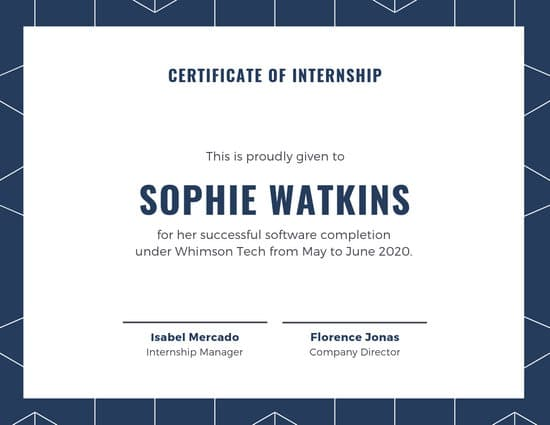 CERTIFICATE OF INTERNSHIP
This is proudly given to
SOPHIE WATKINS
for her successful software completion
under Whimson Tech from May to June 2020.
Isabel Mercado
Internship Manager
Florence Jonas
Company Director